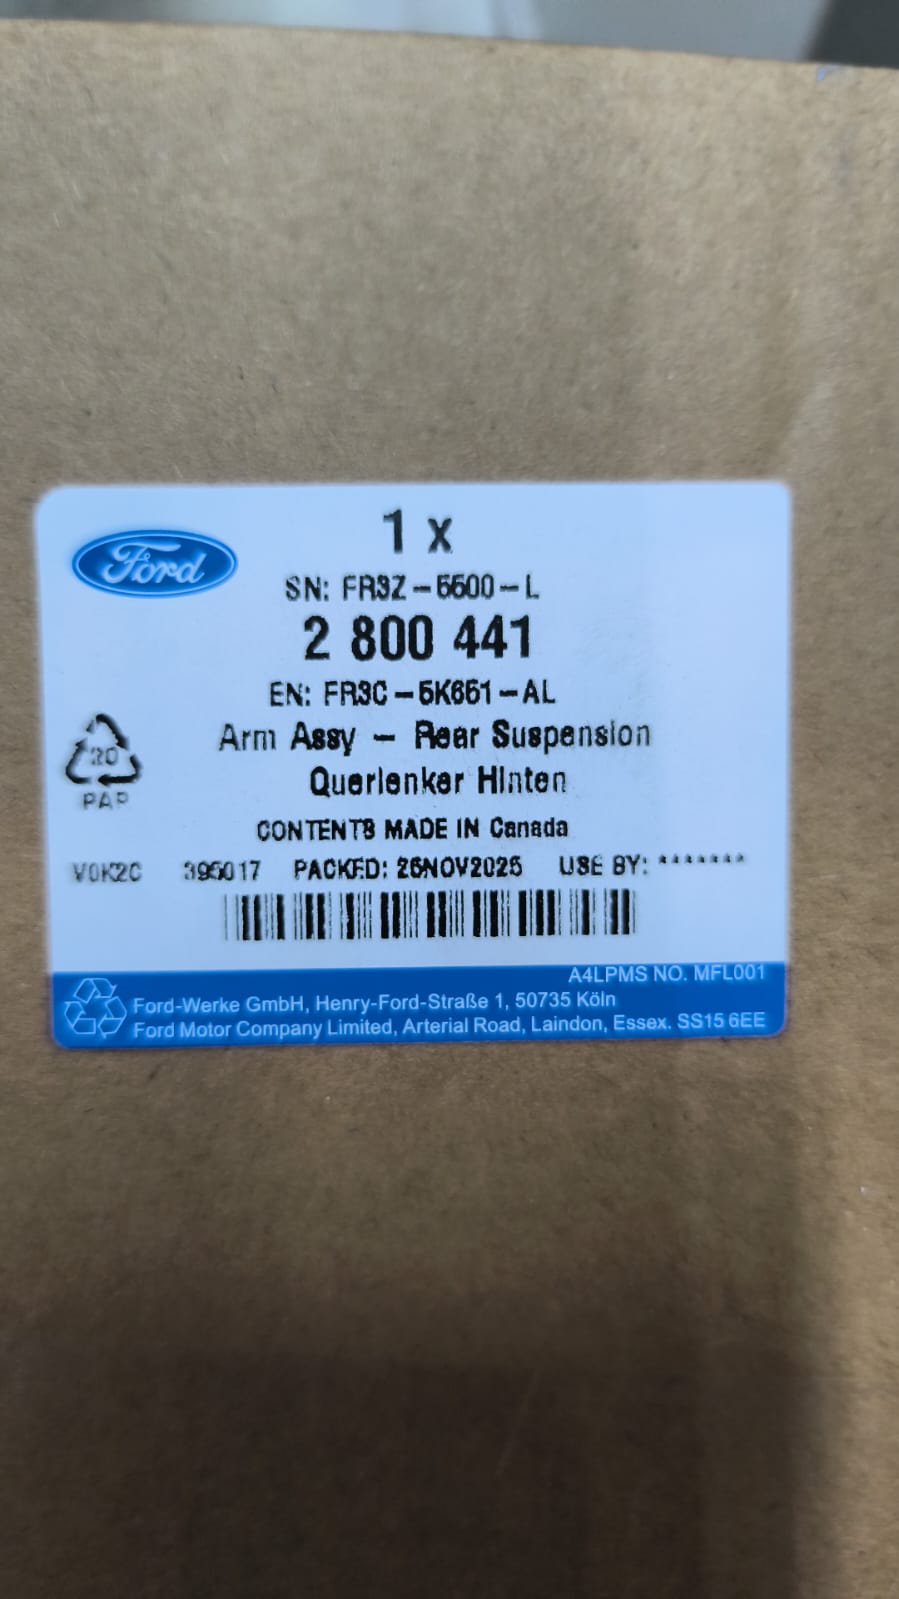 Ford
1 x
SN: FR3Z-5500-L
2 800 441
EN: FR3C-5K651-AL
Arm Assy - Rear Suspension
Querlenker Hinten
CONTENTS MADE IN Canada
20
PAP
V0K2C 395017 PACKED: 25NOV2025 USE BY: *******
A4LPMS NO. MFL001
Ford-Werke GmbH, Henry-Ford-Straße 1, 50735 Köln
Ford Motor Company Limited, Arterial Road, Laindon, Essex. SS15 6EE